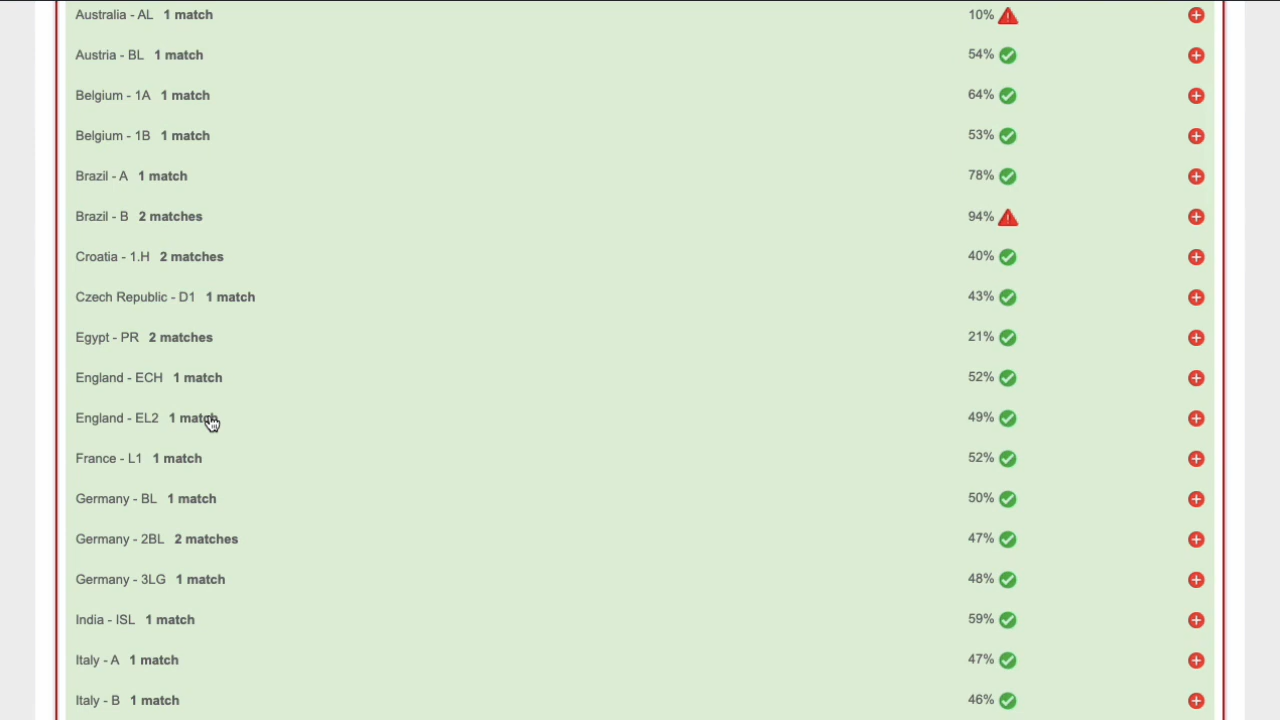 Australia - AL 1 match 10%
Austria - BL 1 match 54%
Belgium - 1A 1 match 64%
Belgium - 1B 1 match 53%
Brazil - A 1 match 78%
Brazil - B 2 matches 94%
Croatia - 1.H 2 matches 40%
Czech Republic - D1 1 match 43%
Egypt - PR 2 matches 21%
England - ECH 1 match 52%
England - EL2 1 match 49%
France - L1 1 match 52%
Germany - BL 1 match 50%
Germany - 2BL 2 matches 47%
Germany - 3LG 1 match 48%
India - ISL 1 match 59%
Italy - A 1 match 47%
Italy - B 1 match 46%